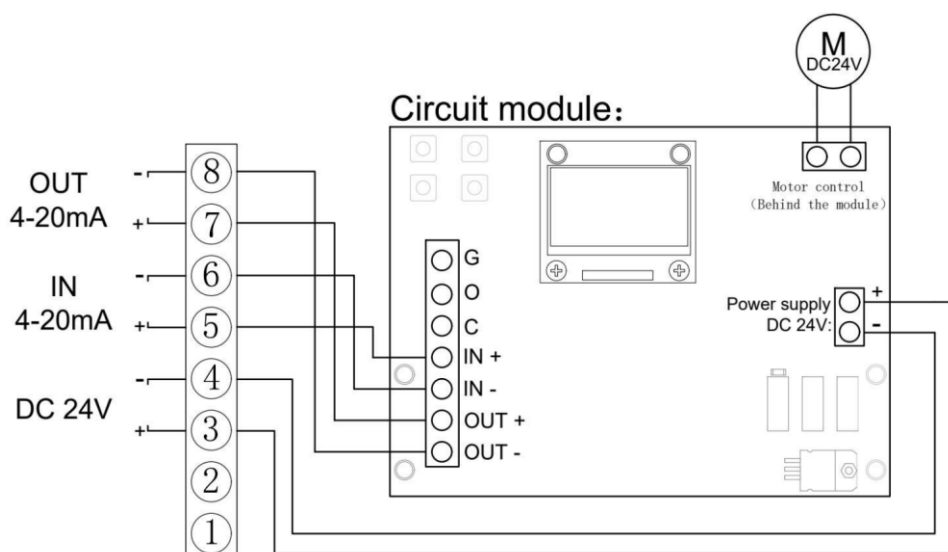 M
DC24V
Circuit module：
Motor control
(Behind the module)
OUT
4-20mA
-
+
IN
4-20mA
-
+
DC 24V
-
+
8
7
6
5
4
3
2
1
G
O
C
IN +
IN -
OUT +
OUT -
Power supply
DC 24V:
+
-